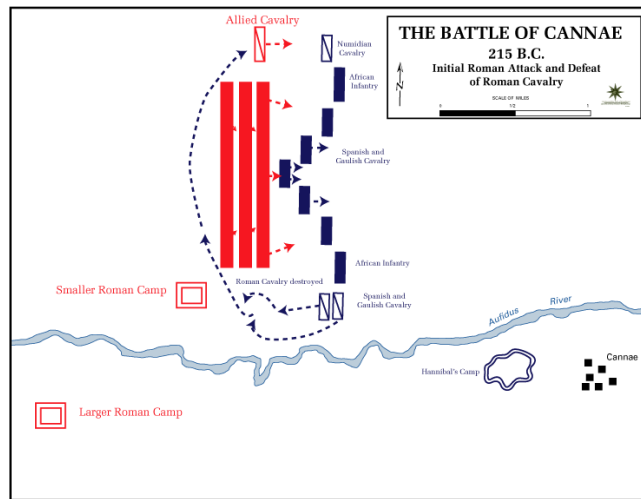 Allied Cavalry
THE BATTLE OF CANNAE
215 B.C.
Initial Roman Attack and Defeat
of Roman Cavalry
N
SCALE OF MILES
0 1/2 1
Numidian
Cavalry
African
Infantry
Spanish and
Gaulish Cavalry
African Infantry
Roman Cavalry destroyed
Spanish and
Gaulish Cavalry
Smaller Roman Camp
Aufidus River
Hannibal's Camp
Cannae
Larger Roman Camp